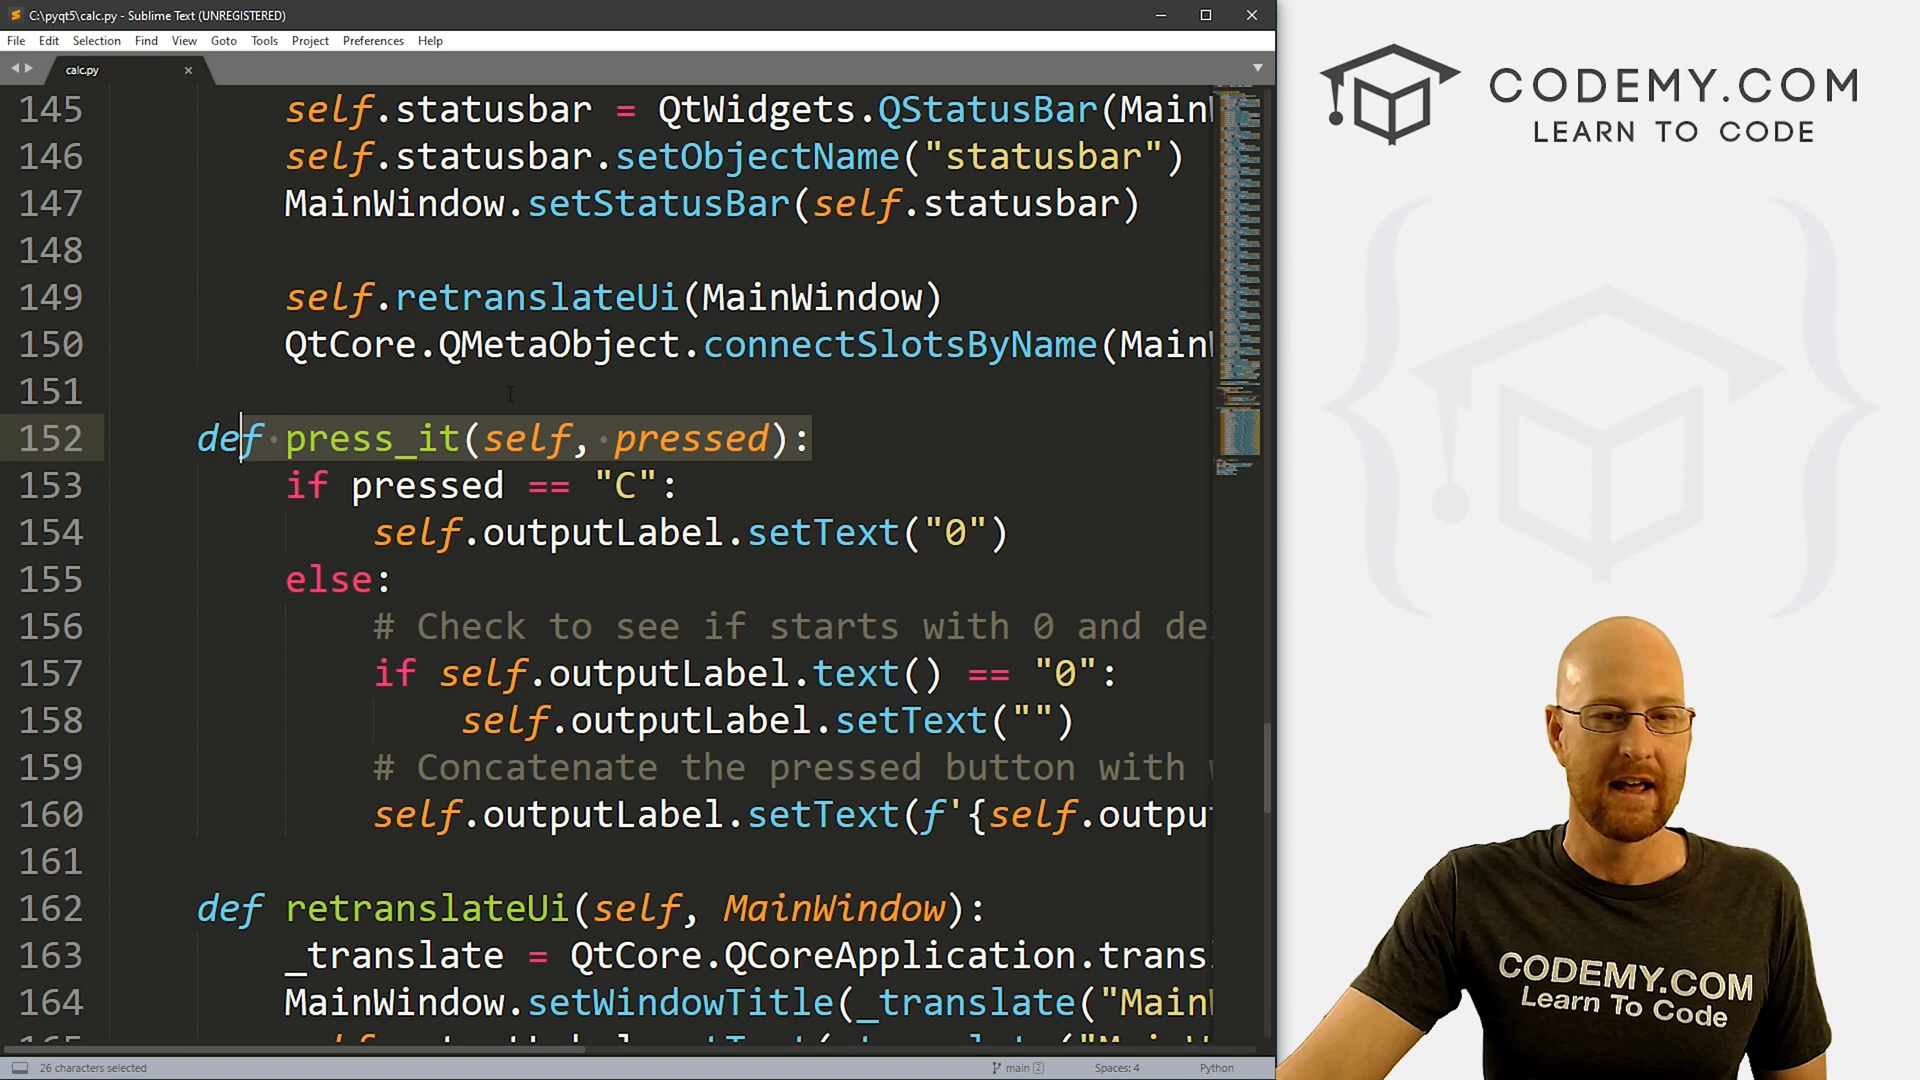 C:\pyqt5\calc.py - Sublime Text (UNREGISTERED)
File Edit Selection Find View Goto Tools Project Preferences Help
calc.py
145 self.statusbar = QtWidgets.QStatusBar(MainW
146 self.statusbar.setObjectName("statusbar")
147 MainWindow.setStatusBar(self.statusbar)
148
149 self.retranslateUi(MainWindow)
150 QtCore.QMetaObject.connectSlotsByName(MainW
151
152 def press_it(self, pressed):
153 if pressed == "C":
154 self.outputLabel.setText("0")
155 else:
156 # Check to see if starts with 0 and de
157 if self.outputLabel.text() == "0":
158 self.outputLabel.setText("")
159 # Concatenate the pressed button with w
160 self.outputLabel.setText(f'{self.output
161
162 def retranslateUi(self, MainWindow):
163 _translate = QtCore.QCoreApplication.transl
164 MainWindow.setWindowTitle(_translate("MainW
26 characters selected
main 2
Spaces: 4
Python
CODEMY.COM
LEARN TO CODE
CODEMY.COM
Learn To Code